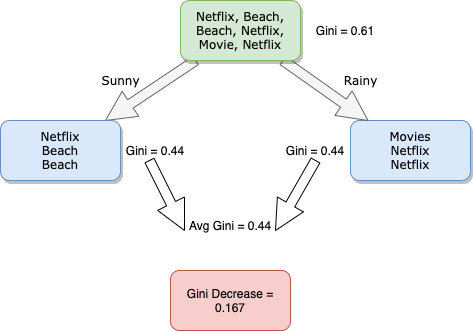 Netflix, Beach,
Beach, Netflix,
Movie, Netflix
Gini = 0.61
Sunny
Rainy
Netflix
Beach
Beach
Gini = 0.44
Gini = 0.44
Movies
Netflix
Netflix
Avg Gini = 0.44
Gini Decrease =
0.167